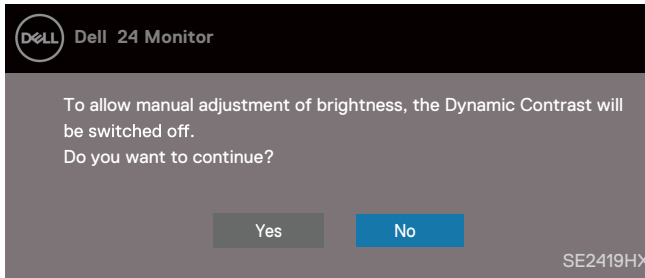 DELL
Dell 24 Monitor
To allow manual adjustment of brightness, the Dynamic Contrast will
be switched off.
Do you want to continue?
Yes
No
SE2419HX